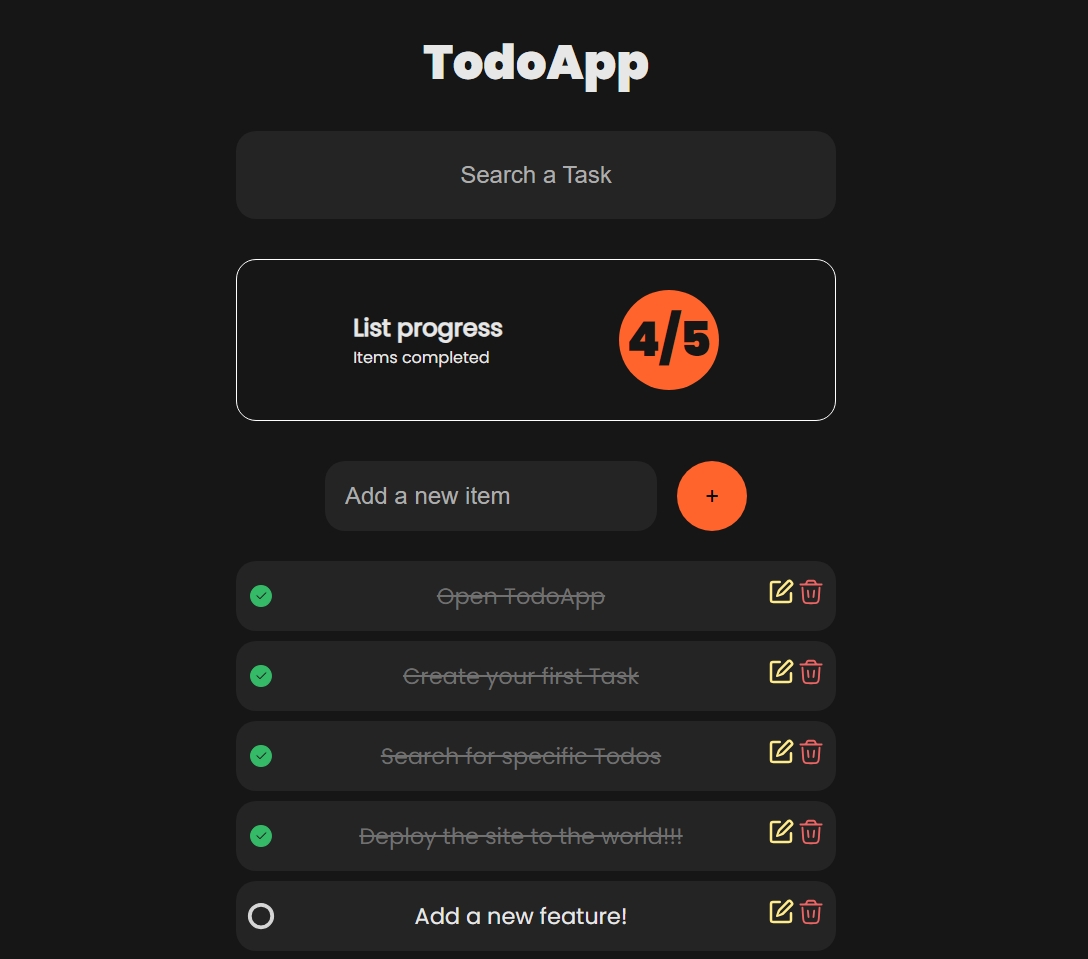 TodoApp
Search a Task
List progress
Items completed
4/5
Add a new item
+
Open TodoApp
Create your first Task
Search for specific Todos
Deploy the site to the world!!!
Add a new feature!